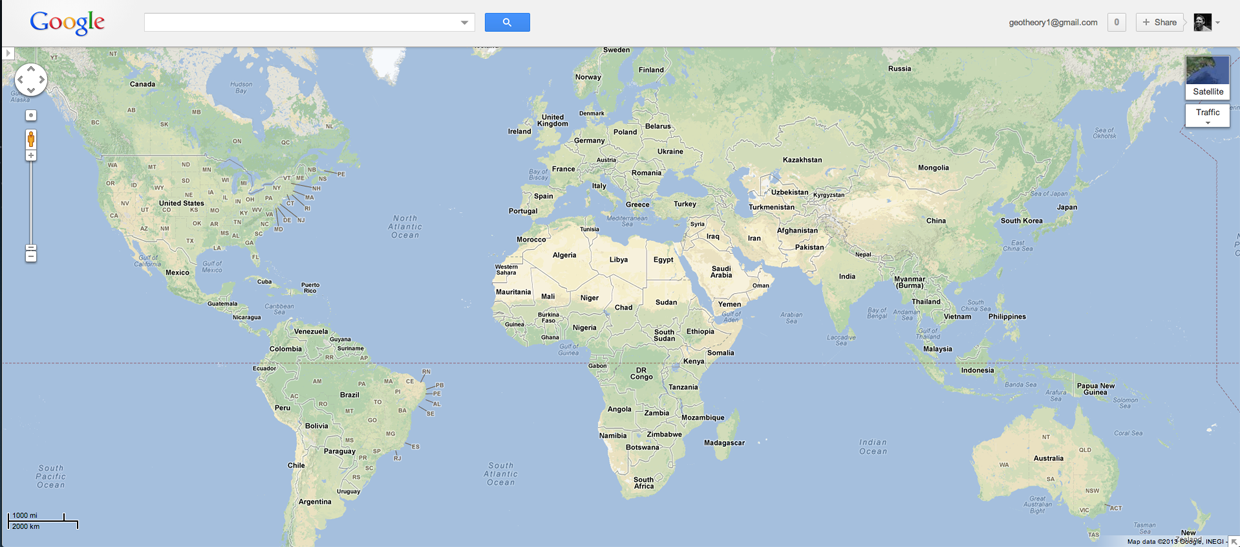 Google
geotheory1@gmail.com
0
+ Share
Satellite
Traffic
Sweden
Finland
Norway
Russia
NT
Canada
Hudson
Bay
AB
MB
BC
ON
QC
NL
United
Kingdom
Denmark
Ireland
Poland
Belarus
Germany
Ukraine
Austria
France
Romania
Bay of
Biscay
Italy
Spain
Portugal
Greece
Turkey
Kazakhstan
Mongolia
Uzbekistan
Kyrgyzstan
Turkmenistan
Sea of
Okhotsk
Sea of Japan
Japan
South Korea
China
East
China Sea
WA
MT
ND
MN
OR
ID
SD
WI
MI
NB
PE
VT
ME
NS
NY
NH
MA
CT
RI
United States
NV
UT
CO
KS
MO
IN
OH
PA
NJ
DE
MD
CA
AZ
NM
OK
AR
TN
NC
KY
WV
VA
SC
TX
LA
MS
AL
GA
FL
North
Atlantic
Ocean
Mediterranean
Sea
Tunisia
Syria
Iraq
Iran
Afghanistan
Pakistan
Nepal
Morocco
Algeria
Libya
Egypt
Western
Sahara
Saudi
Arabia
Oman
India
Myanmar
(Burma)
Gulf of
California
Gulf of
Mexico
Mexico
Cuba
Puerto
Rico
Caribbean
Sea
Guatemala
Nicaragua
Mauritania
Mali
Niger
Chad
Sudan
Yemen
Gulf of
Aden
Arabian
Sea
Bay of
Bengal
Andaman
Sea
Thailand
Vietnam
South
China Sea
Philippines
Gulf of
Thailand
Laccadive
Sea
Burkina
Faso
Guinea
Ghana
Nigeria
South
Sudan
Ethiopia
Somalia
Gulf of
Guinea
Gabon
Kenya
DR
Congo
Tanzania
Malaysia
Indonesia
Banda Sea
Arafura
Sea
Papua New
Guinea
Solomon
Sea
Venezuela
Guyana
Suriname
Colombia
Ecuador
RR
AP
AM
PA
MA
CE
RN
PB
PE
AL
SE
PI
AC
RO
TO
BA
MT
GO
MG
MS
ES
SP
RJ
PR
SC
RS
Brazil
Peru
Bolivia
Paraguay
Chile
Uruguay
Argentina
Angola
Zambia
Mozambique
Namibia
Zimbabwe
Botswana
Madagascar
South
Africa
South
Pacific
Ocean
South
Atlantic
Ocean
Indian
Ocean
Coral Sea
NT
QLD
WA
Australia
SA
NSW
ACT
VIC
TAS
Great
Australian
Bight
Tasman
Sea
New
1000 mi
2000 km
Map data ©2013 Google, INEGI -